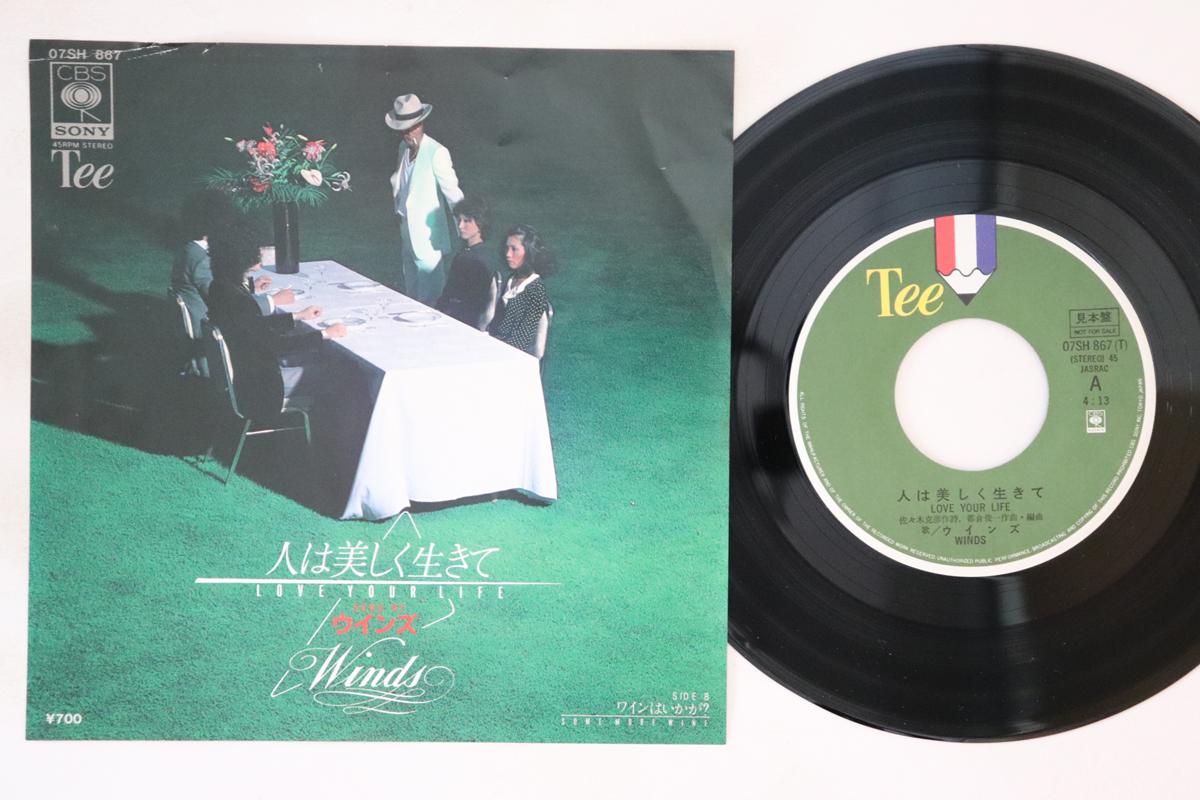 07SH 867
CBS
SONY
45RPM STEREO
Tee
人は美しく生きて
LOVE YOUR LIFE
ウインズ
Winds
¥700
SIDE B
ワインはいかが?
SOME MORE WINE
Tee
見本盤
NOT FOR SALE
07SH 867(T)
(STEREO) 45
JASRAC
A
4:13
人は美しく生きて
LOVE YOUR LIFE
佐々木克彦作詩, 都倉俊一作曲・編曲
歌/ウインズ
WINDS